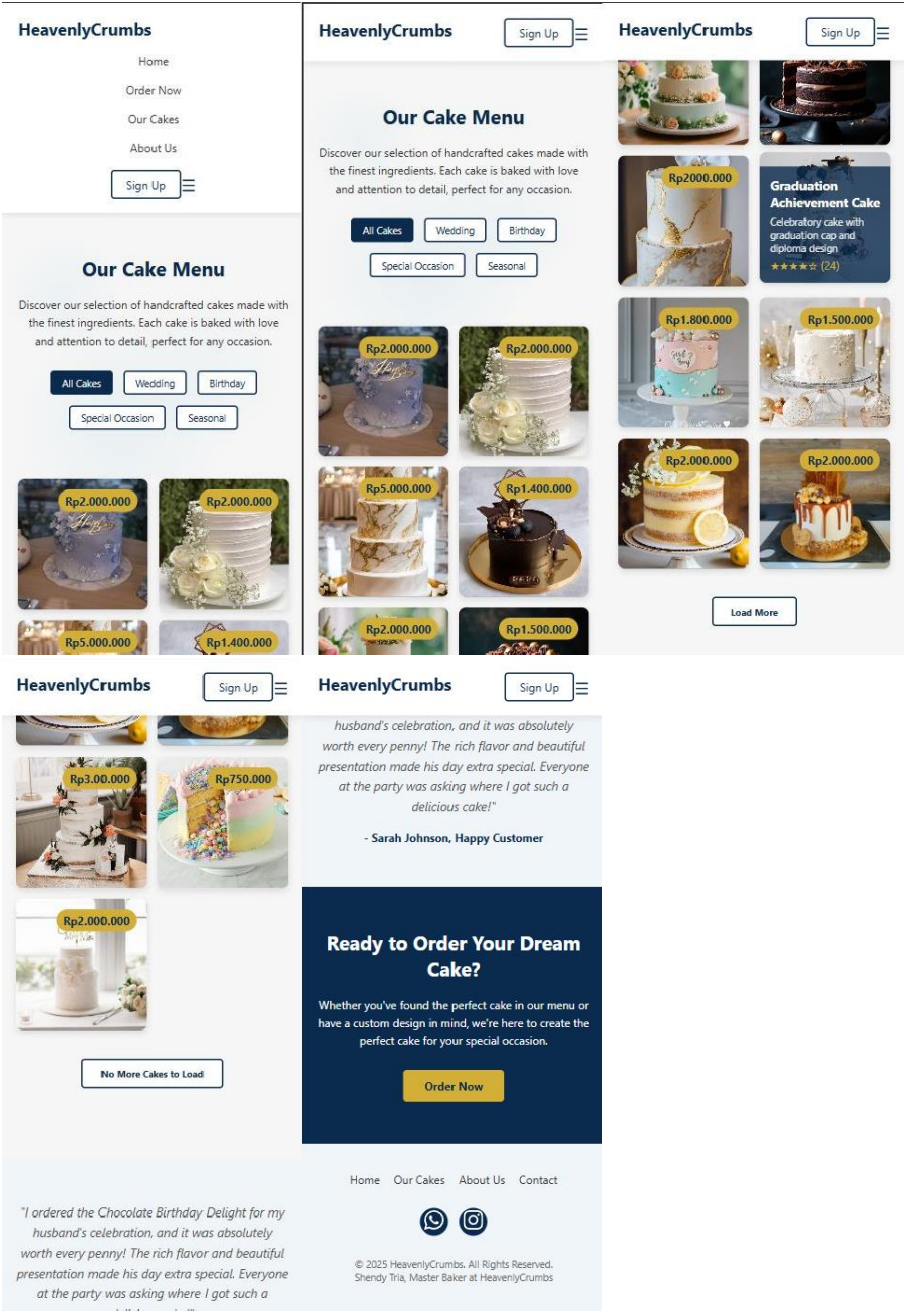 HeavenlyCrumbs
Home
Order Now
Our Cakes
About Us
Sign Up
Our Cake Menu
Discover our selection of handcrafted cakes made with
the finest ingredients. Each cake is baked with love
and attention to detail, perfect for any occasion.
All Cakes
Wedding
Birthday
Special Occasion
Seasonal
Rp2.000.000
Rp2.000.000
Rp5.000.000
Rp1.400.000
HeavenlyCrumbs
Sign Up
Our Cake Menu
Discover our selection of handcrafted cakes made with
the finest ingredients. Each cake is baked with love
and attention to detail, perfect for any occasion.
All Cakes
Wedding
Birthday
Special Occasion
Seasonal
Rp2.000.000
Rp2.000.000
Rp5.000.000
Rp1.400.000
Rp2.000.000
Rp1.500.000
HeavenlyCrumbs
Sign Up
Rp2000.000
Graduation
Achievement Cake
Celebratory cake with
graduation cap and
diploma design
★★★★☆ (24)
Rp1.800.000
Rp1.500.000
Rp2.000.000
Rp2.000.000
Load More
HeavenlyCrumbs
Sign Up
Rp3.00.000
Rp750.000
Rp2.000.000
No More Cakes to Load
"I ordered the Chocolate Birthday Delight for my
husband's celebration, and it was absolutely
worth every penny! The rich flavor and beautiful
presentation made his day extra special. Everyone
at the party was asking where I got such a
HeavenlyCrumbs
Sign Up
husband's celebration, and it was absolutely
worth every penny! The rich flavor and beautiful
presentation made his day extra special. Everyone
at the party was asking where I got such a
delicious cake!"
- Sarah Johnson, Happy Customer
Ready to Order Your Dream
Cake?
Whether you've found the perfect cake in our menu or
have a custom design in mind, we're here to create the
perfect cake for your special occasion.
Order Now
Home
Our Cakes
About Us
Contact
© 2025 HeavenlyCrumbs. All Rights Reserved.
Shendy Tria, Master Baker at HeavenlyCrumbs